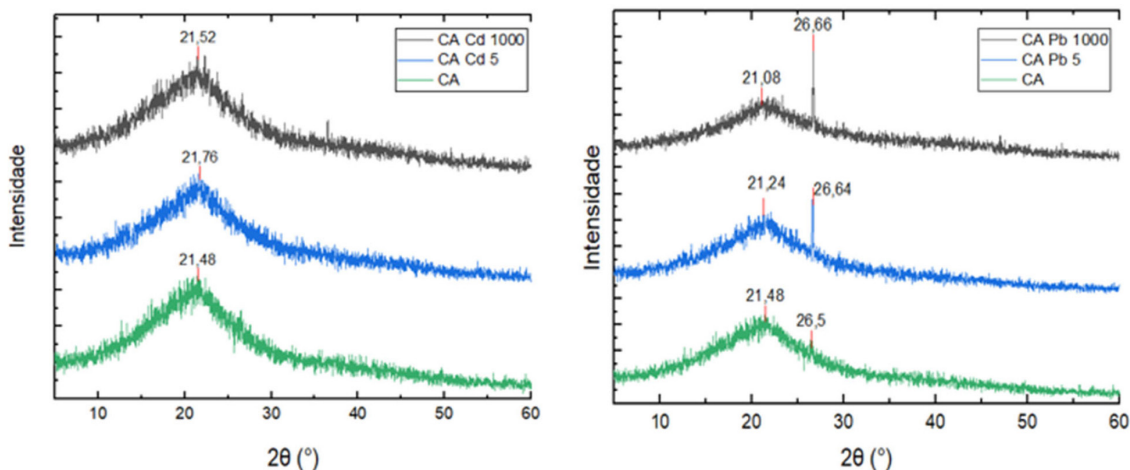 Intensidade
21,52
CA Cd 1000
CA Cd 5
CA
21,76
21,48
10 20 30 40 50 60
2θ (°)
Intensidade
26,66
CA Pb 1000
CA Pb 5
CA
21,08
21,24
26,64
21,48
26,5
10 20 30 40 50 60
2θ (°)